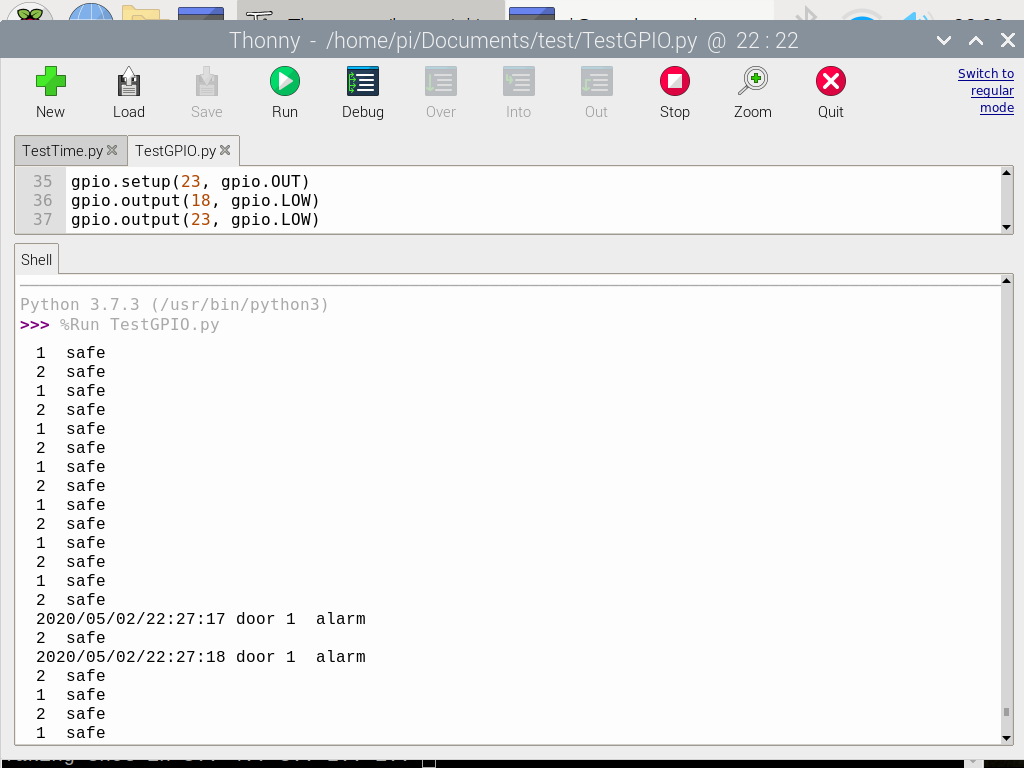 Thonny - /home/pi/Documents/test/TestGPIO.py @ 22 : 22
New Load Save Run Debug Over Into Out Stop Zoom Quit
Switch to
regular
mode
TestTime.py TestGPIO.py
35 gpio.setup(23, gpio.OUT)
36 gpio.output(18, gpio.LOW)
37 gpio.output(23, gpio.LOW)
Shell
Python 3.7.3 (/usr/bin/python3)
>>> %Run TestGPIO.py
1 safe
2 safe
1 safe
2 safe
1 safe
2 safe
1 safe
2 safe
1 safe
2 safe
1 safe
2 safe
1 safe
2 safe
2020/05/02/22:27:17 door 1 alarm
2 safe
2020/05/02/22:27:18 door 1 alarm
2 safe
1 safe
2 safe
1 safe